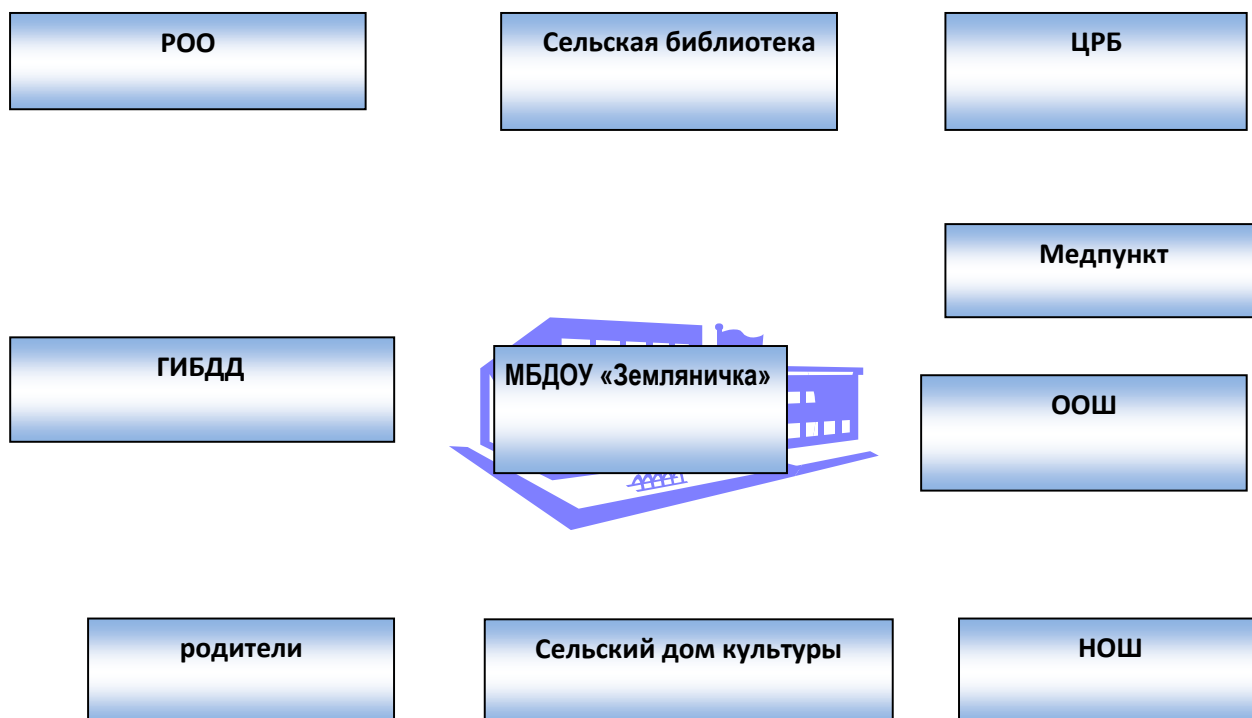 РОО
Сельская библиотека
ЦРБ
Медпункт
ГИБДД
МБДОУ «Земляничка»
ООШ
родители
Сельский дом культуры
НОШ